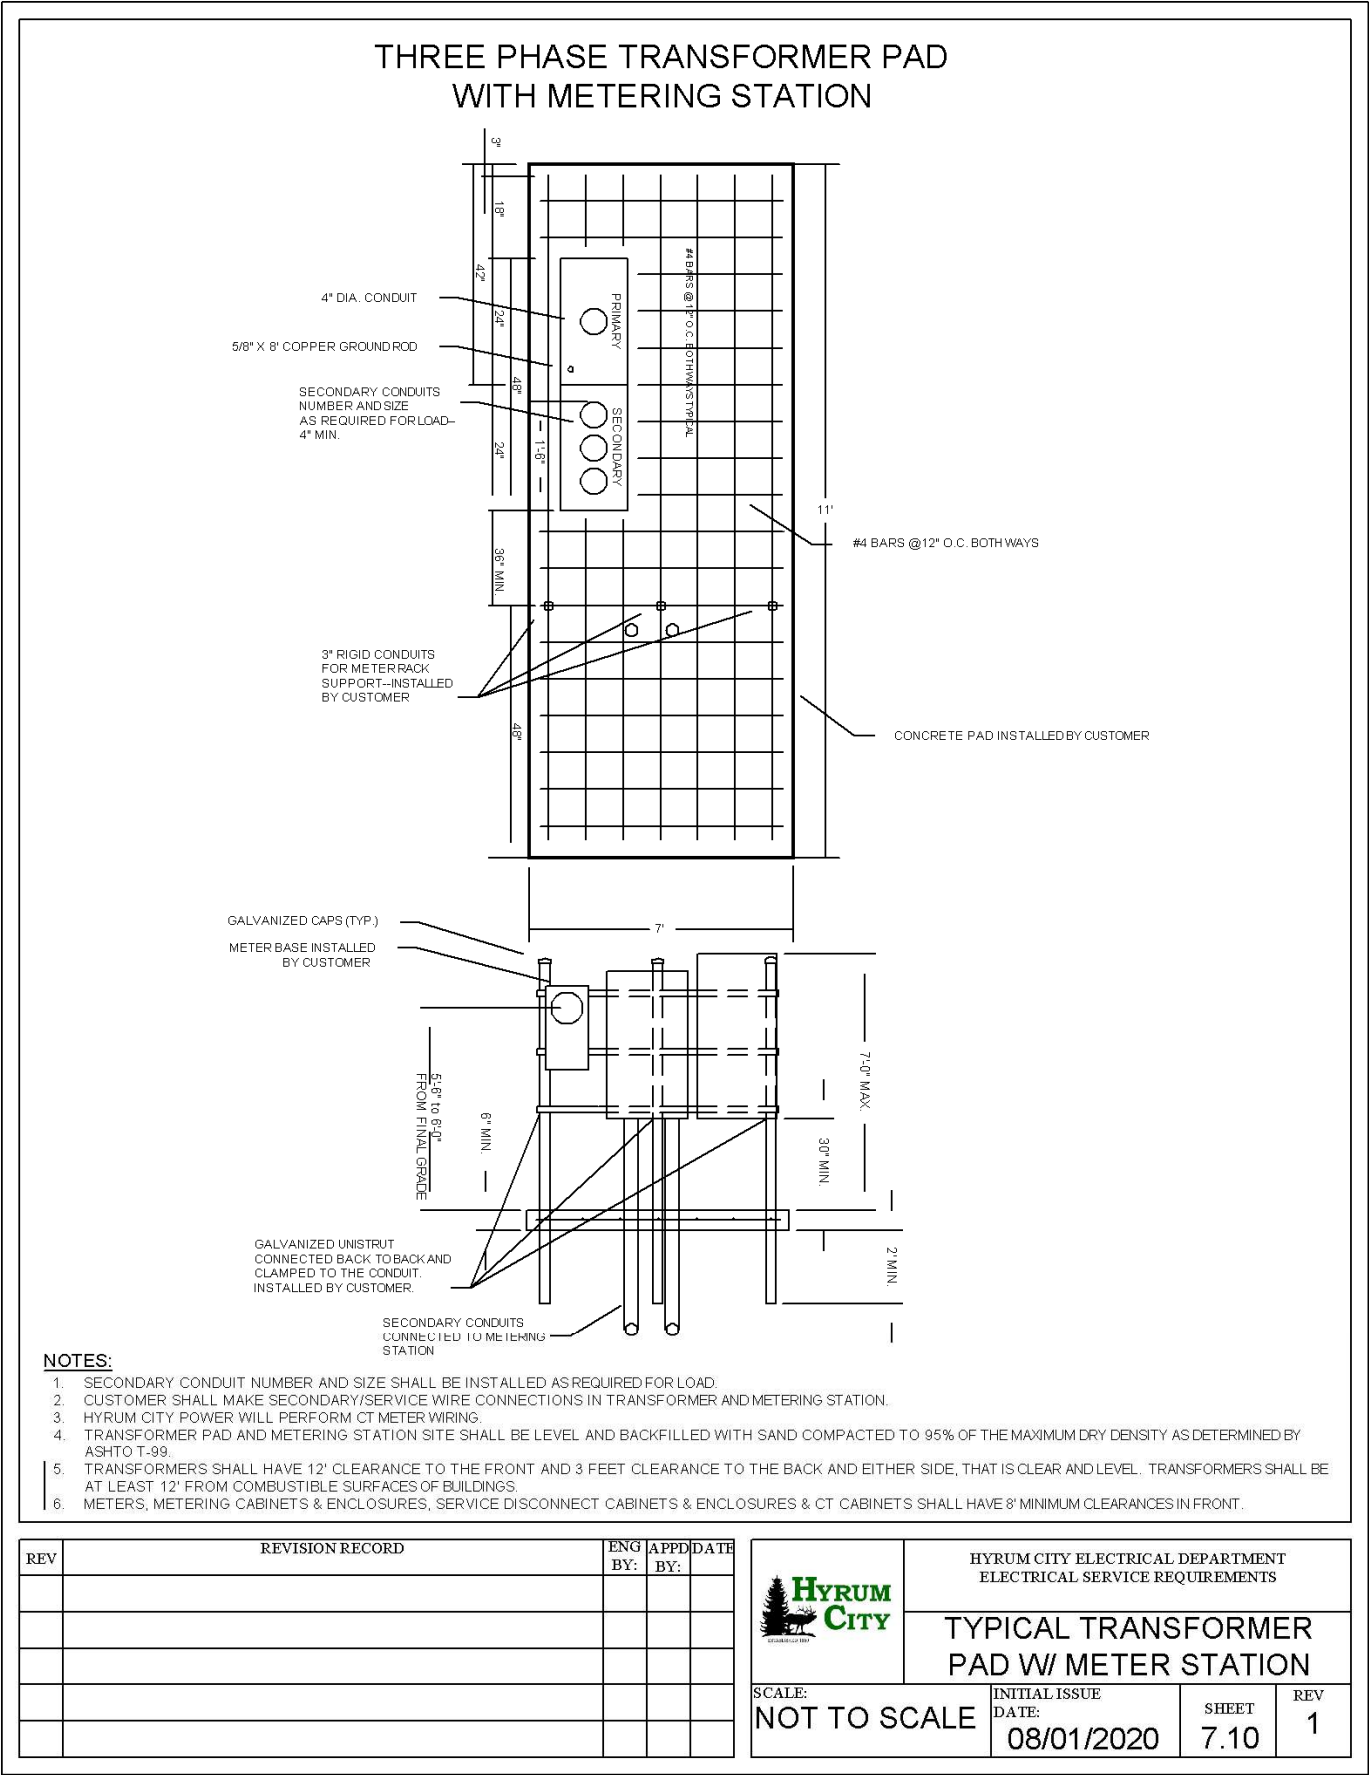 THREE PHASE TRANSFORMER PAD
WITH METERING STATION
3"
18"
42"
24"
48"
24"
1'-6"
36" MIN.
48"
11'
7'
PRIMARY
SECONDARY
#4 BARS @ 12" O.C. BOTH WAYS TYPICAL
4" DIA. CONDUIT
5/8" X 8' COPPER GROUND ROD
SECONDARY CONDUITS
NUMBER AND SIZE
AS REQUIRED FOR LOAD--
4" MIN.
#4 BARS @12" O.C. BOTH WAYS
3" RIGID CONDUITS
FOR METER RACK
SUPPORT--INSTALLED
BY CUSTOMER
CONCRETE PAD INSTALLED BY CUSTOMER
GALVANIZED CAPS (TYP.)
METER BASE INSTALLED
BY CUSTOMER
5'-6" to 6'-0"
FROM FINAL GRADE
6" MIN.
7'-0" MAX.
30" MIN.
2' MIN.
GALVANIZED UNISTRUT
CONNECTED BACK TO BACK AND
CLAMPED TO THE CONDUIT.
INSTALLED BY CUSTOMER.
SECONDARY CONDUITS
CONNECTED TO METERING
STATION
NOTES:
1. SECONDARY CONDUIT NUMBER AND SIZE SHALL BE INSTALLED AS REQUIRED FOR LOAD.
2. CUSTOMER SHALL MAKE SECONDARY/SERVICE WIRE CONNECTIONS IN TRANSFORMER AND METERING STATION.
3. HYRUM CITY POWER WILL PERFORM CT METER WIRING.
4. TRANSFORMER PAD AND METERING STATION SITE SHALL BE LEVEL AND BACKFILLED WITH SAND COMPACTED TO 95% OF THE MAXIMUM DRY DENSITY AS DETERMINED BY
ASHTO T-99.
5. TRANSFORMERS SHALL HAVE 12' CLEARANCE TO THE FRONT AND 3 FEET CLEARANCE TO THE BACK AND EITHER SIDE, THAT IS CLEAR AND LEVEL. TRANSFORMERS SHALL BE
AT LEAST 12' FROM COMBUSTIBLE SURFACES OF BUILDINGS.
6. METERS, METERING CABINETS & ENCLOSURES, SERVICE DISCONNECT CABINETS & ENCLOSURES & CT CABINETS SHALL HAVE 8' MINIMUM CLEARANCES IN FRONT.
REV
REVISION RECORD
ENG BY:
APPD BY:
DATE
HYRUM
CITY
HYRUM CITY ELECTRICAL DEPARTMENT
ELECTRICAL SERVICE REQUIREMENTS
TYPICAL TRANSFORMER
PAD W/ METER STATION
SCALE:
NOT TO SCALE
INITIAL ISSUE
DATE:
08/01/2020
SHEET
7.10
REV
1